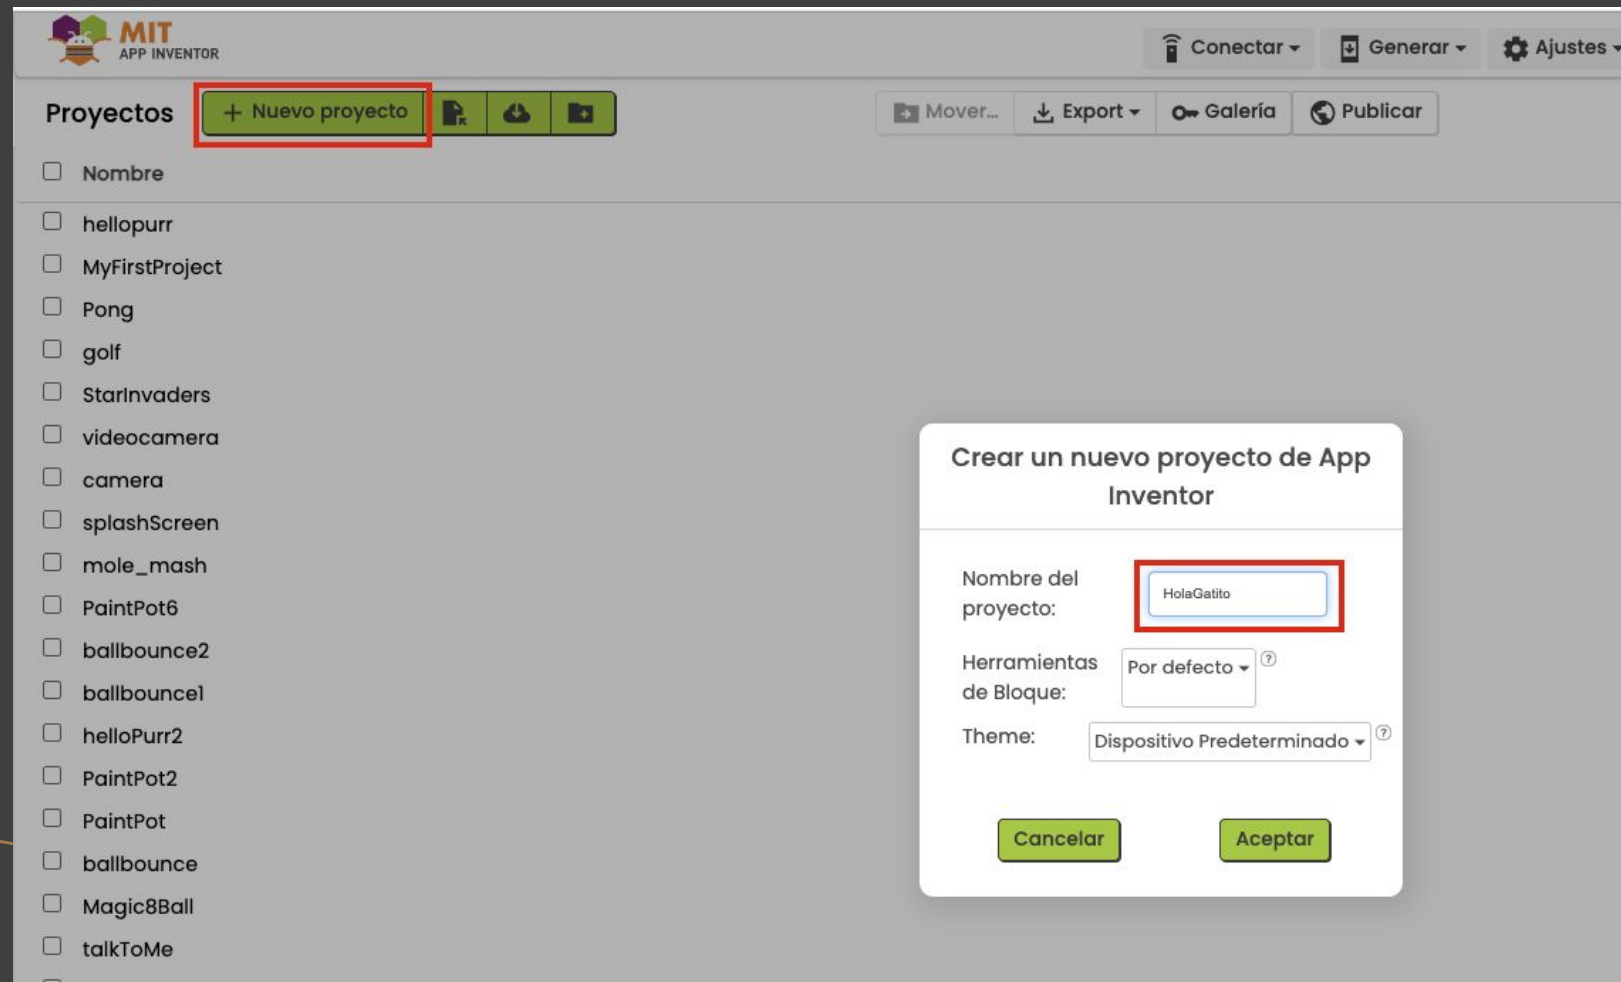 MIT
APP INVENTOR
Conectar
Generar
Ajustes
Proyectos
+ Nuevo proyecto
Mover...
Export
Galería
Publicar
Nombre
hellopurr
MyFirstProject
Pong
golf
StarInvaders
videocamera
camera
splashScreen
mole_mash
PaintPot6
ballbounce2
ballbounce1
helloPurr2
PaintPot2
PaintPot
ballbounce
Magic8Ball
talkToMe
Crear un nuevo proyecto de App
Inventor
Nombre del
proyecto:
HolaGatito
Herramientas
de Bloque:
Por defecto
?
Theme:
Dispositivo Predeterminado
?
Cancelar
Aceptar